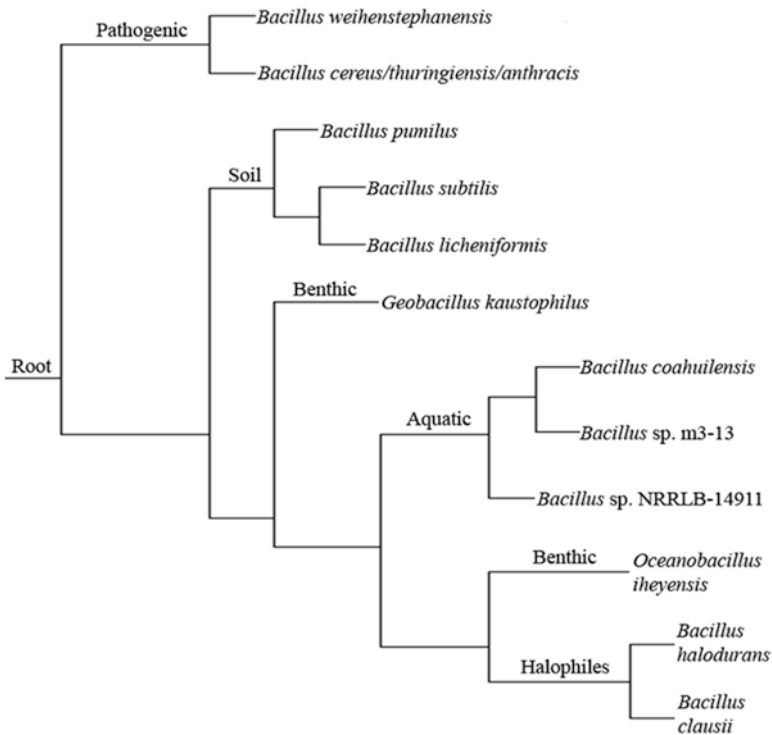 Pathogenic
Bacillus weihenstephanensis
Bacillus cereus/thuringiensis/anthracis
Bacillus pumilus
Soil
Bacillus subtilis
Bacillus licheniformis
Benthic
Geobacillus kaustophilus
Root
Bacillus coahuilensis
Aquatic
Bacillus sp. m3-13
Bacillus sp. NRRLB-14911
Benthic
Oceanobacillus
iheyensis
Bacillus
halodurans
Halophiles
Bacillus
clausii